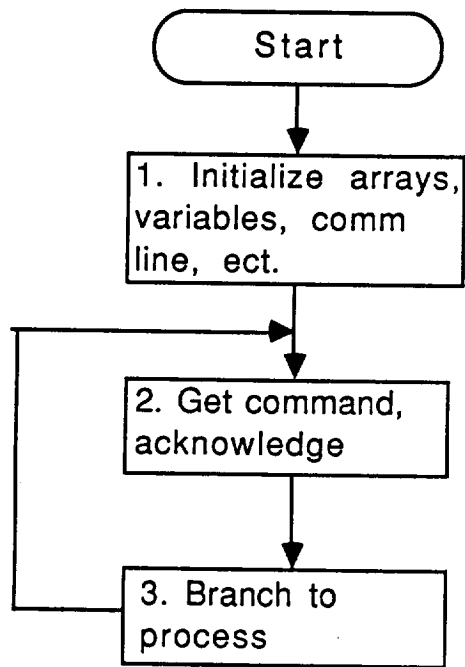 Start
1. Initialize arrays,
variables, comm
line, ect.
2. Get command,
acknowledge
3. Branch to
process